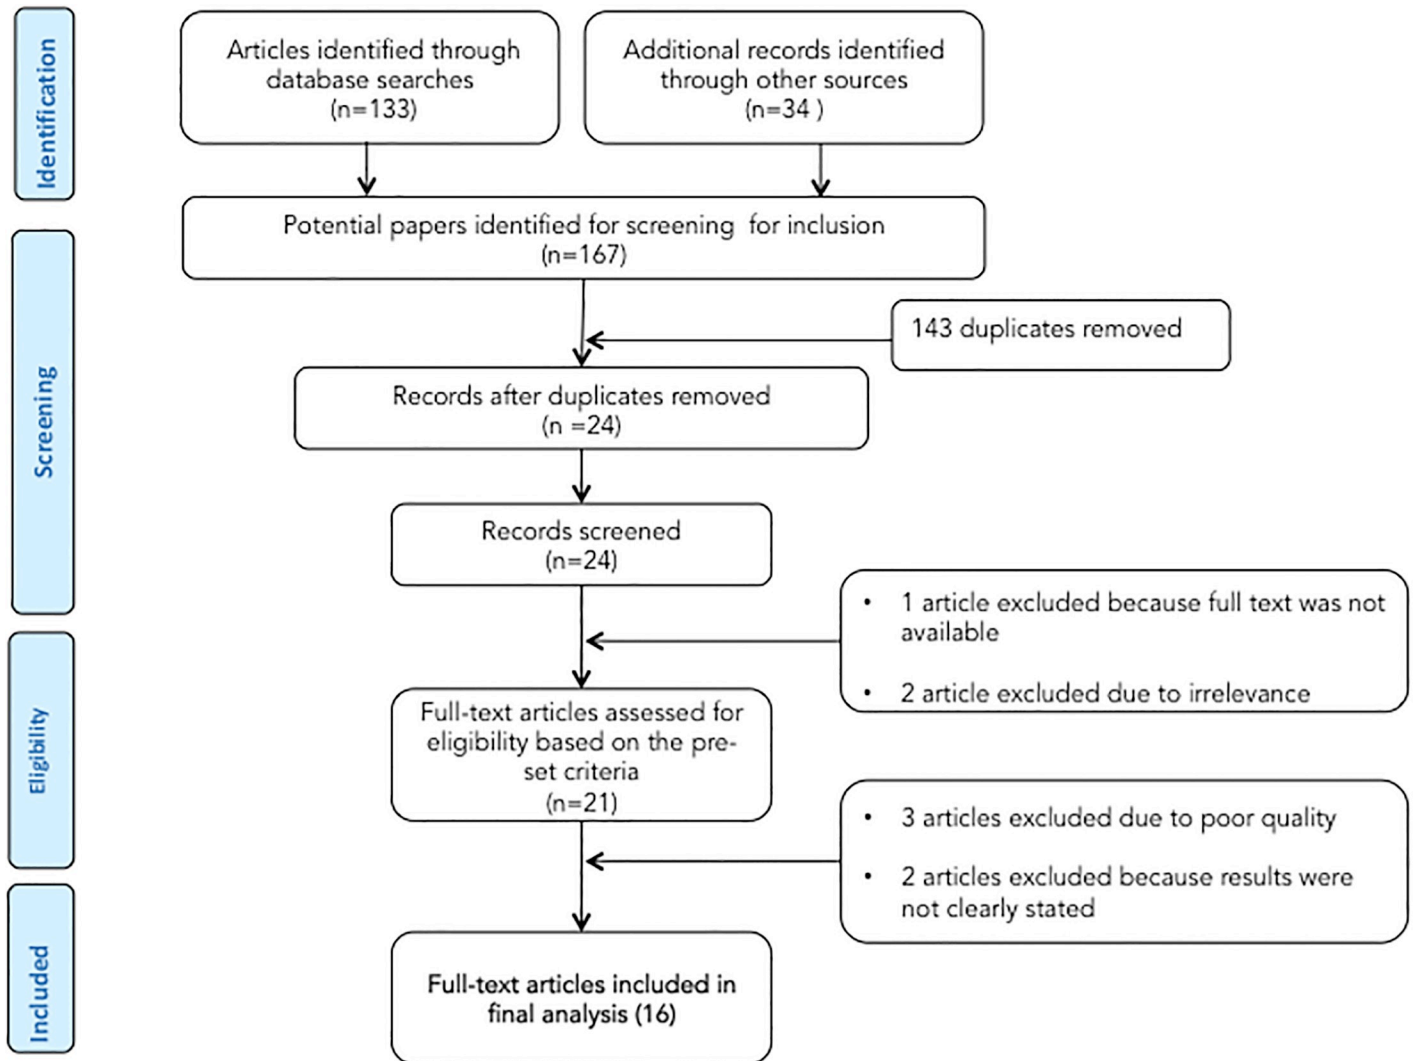 Identification
Articles identified through
database searches
(n=133)
Additional records identified
through other sources
(n=34 )
Potential papers identified for screening  for inclusion
(n=167)
Screening
143 duplicates removed
Records after duplicates removed
(n =24)
Records screened
(n=24)
• 1 article excluded because full text was not
available
• 2 article excluded due to irrelevance
Eligibility
Full-text articles assessed for
eligibility based on the pre-
set criteria
(n=21)
• 3 articles excluded due to poor quality
• 2 articles excluded because results were
not clearly stated
Included
Full-text articles included in
final analysis (16)